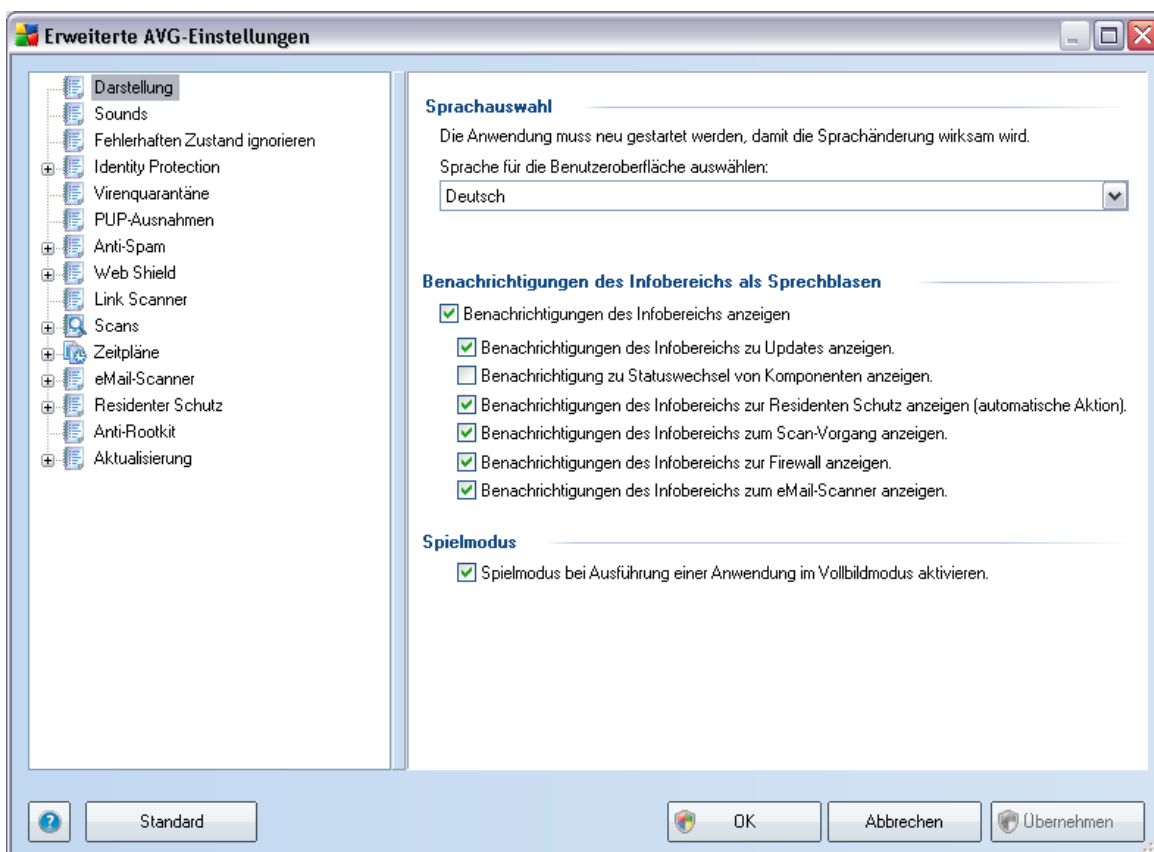 Erweiterte AVG-Einstellungen
Darstellung
Sounds
Fehlerhaften Zustand ignorieren
Identity Protection
Virenquarantäne
PUP-Ausnahmen
Anti-Spam
Web Shield
Link Scanner
Scans
Zeitpläne
eMail-Scanner
Residenter Schutz
Anti-Rootkit
Aktualisierung
Sprachauswahl
Die Anwendung muss neu gestartet werden, damit die Sprachänderung wirksam wird.
Sprache für die Benutzeroberfläche auswählen:
Deutsch
Benachrichtigungen des Infobereichs als Sprechblasen
Benachrichtigungen des Infobereichs anzeigen
Benachrichtigungen des Infobereichs zu Updates anzeigen.
Benachrichtigung zu Statuswechsel von Komponenten anzeigen.
Benachrichtigungen des Infobereichs zur Residenten Schutz anzeigen (automatische Aktion).
Benachrichtigungen des Infobereichs zum Scan-Vorgang anzeigen.
Benachrichtigungen des Infobereichs zur Firewall anzeigen.
Benachrichtigungen des Infobereichs zum eMail-Scanner anzeigen.
Spielmodus
Spielmodus bei Ausführung einer Anwendung im Vollbildmodus aktivieren.
Standard
OK
Abbrechen
Übernehmen